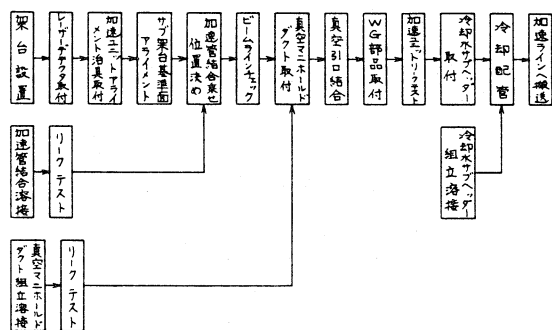 架台設置
レーザーデテクタ取付
加速ユニットアライ
メント治具取付
サブ架台基準面
アライメント
加速管結合乗せ
位置決め
ビームラインチェック
真空マニホールド
ダクト取付
真空引口結合
WG部品取付
加速ユニットリークテスト
冷却水サブヘッダー
取付
冷却配管
加速ラインへ搬送
加速管結合溶接
リークテスト
冷却水サブヘッダー
組立溶接
真空マニホールド
ダクト組立溶接
リークテスト